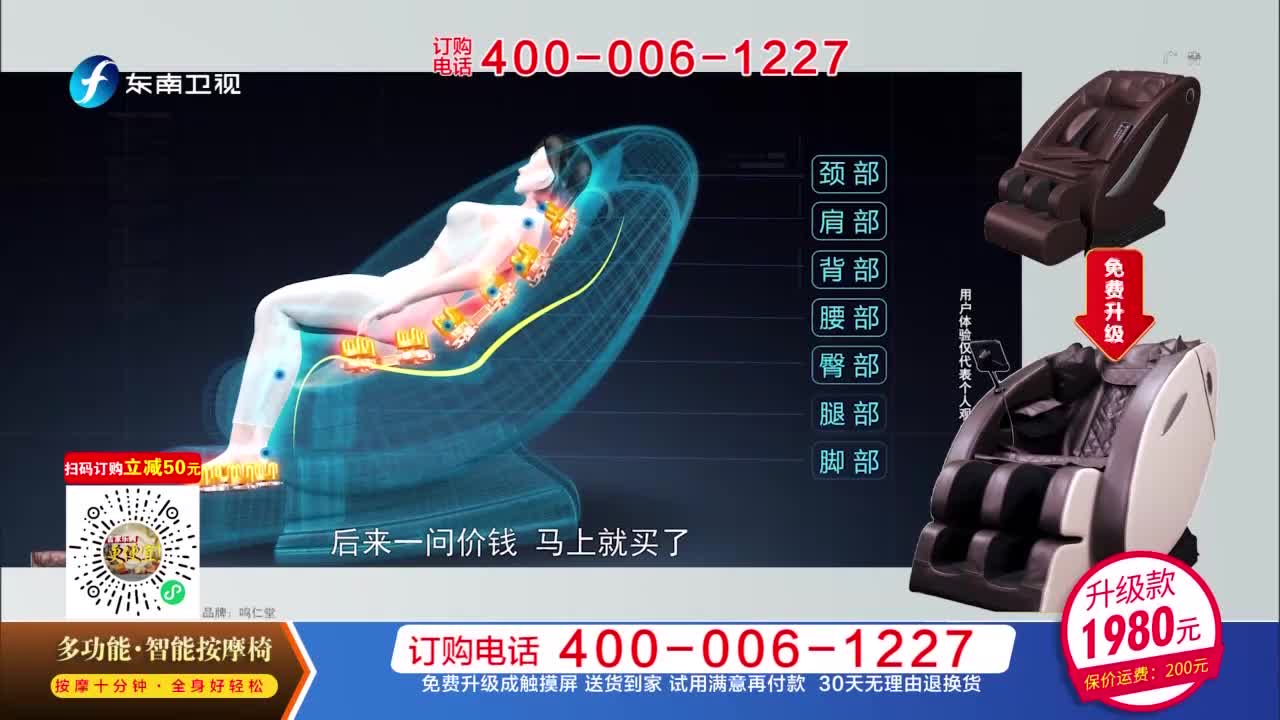 订购电话 400-006-1227
东南卫视
颈部
肩部
背部
腰部
臀部
腿部
脚部
免费升级
用户体验仅代表个人观
扫码订购立减50元
后来一问价钱 马上就买了
品牌：鸣仁堂
多功能·智能按摩椅
按摩十分钟·全身好轻松
订购电话 400-006-1227
免费升级成触摸屏 送货到家 试用满意再付款 30天无理由退换货
升级款
1980元
保价运费：200元